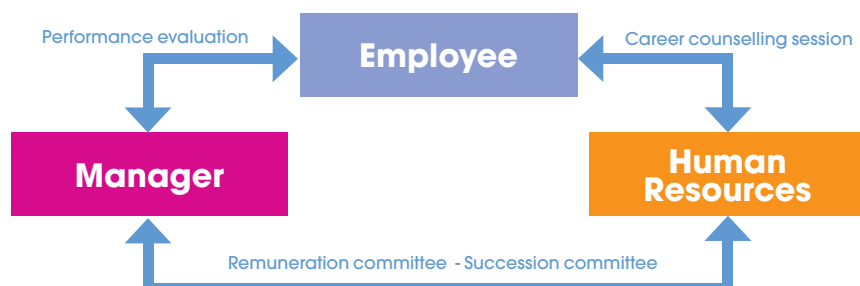 Performance evaluation
Employee
Career counselling session
Manager
Human
Resources
Remuneration committee - Succession committee